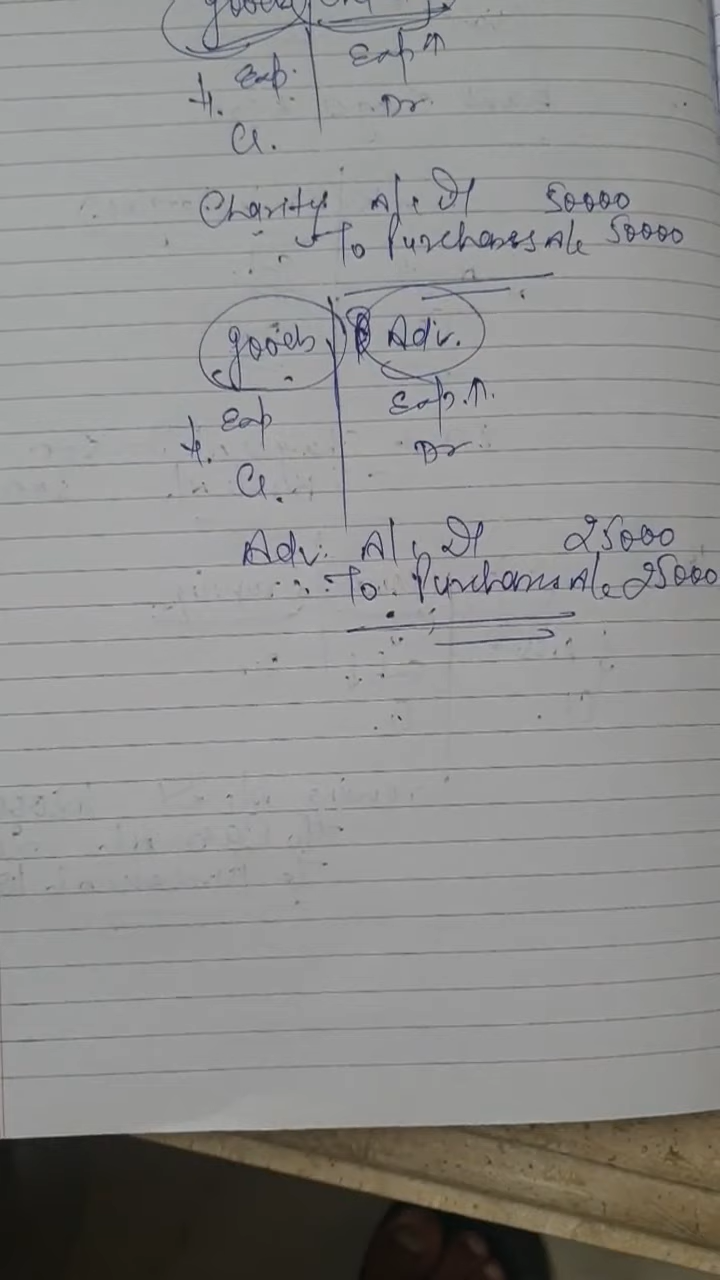 goods
Exp. Exp ↑
↓. Dr.
Cr.
Charity A/c Dr 50000
To Purchases A/c 50000
goods Adv.
Exp Exp. ↑.
↓. Dr.
Cr.
Adv. A/c Dr 25000
To Purchases A/c 25000